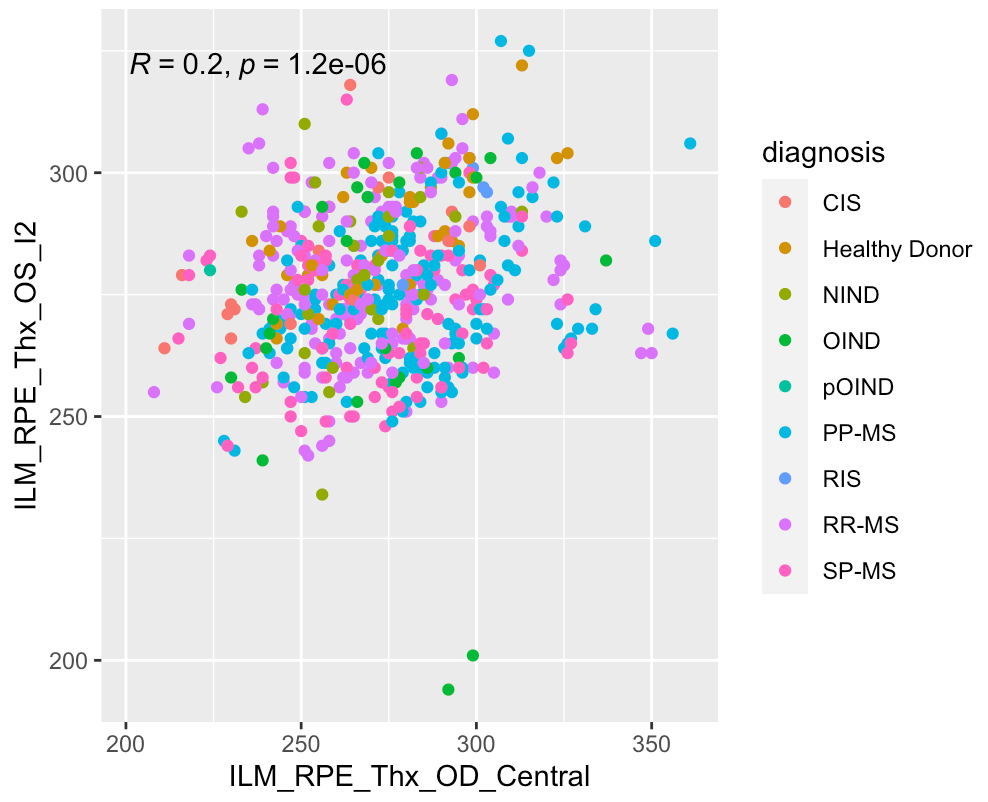 R = 0.2, p = 1.2e-06
300
250
200
200 250 300 350
ILM_RPE_Thx_OD_Central
ILM_RPE_Thx_OS_I2
diagnosis
CIS
Healthy Donor
NIND
OIND
pOIND
PP-MS
RIS
RR-MS
SP-MS